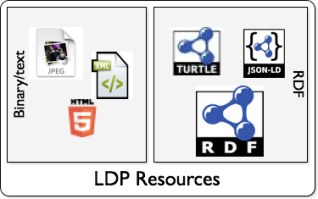 Binary/text
JPEG
XML
</>
HTML
5
TURTLE
{ }
JSON-LD
RDF
R D F
LDP Resources